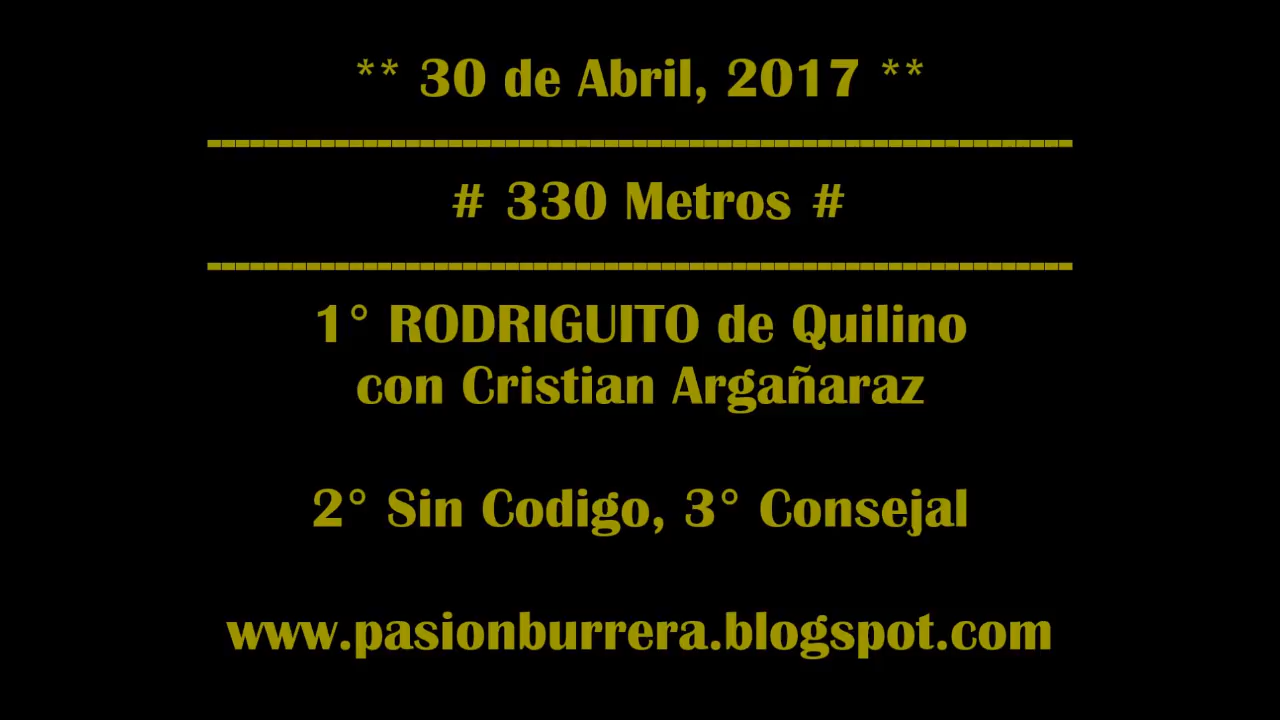 ** 30 de Abril, 2017 **
-------------------------------------------------------------
# 330 Metros #
-------------------------------------------------------------
1° RODRIGUITO de Quilino
con Cristian Argañaraz
2° Sin Codigo, 3° Consejal
www.pasionburrera.blogspot.com